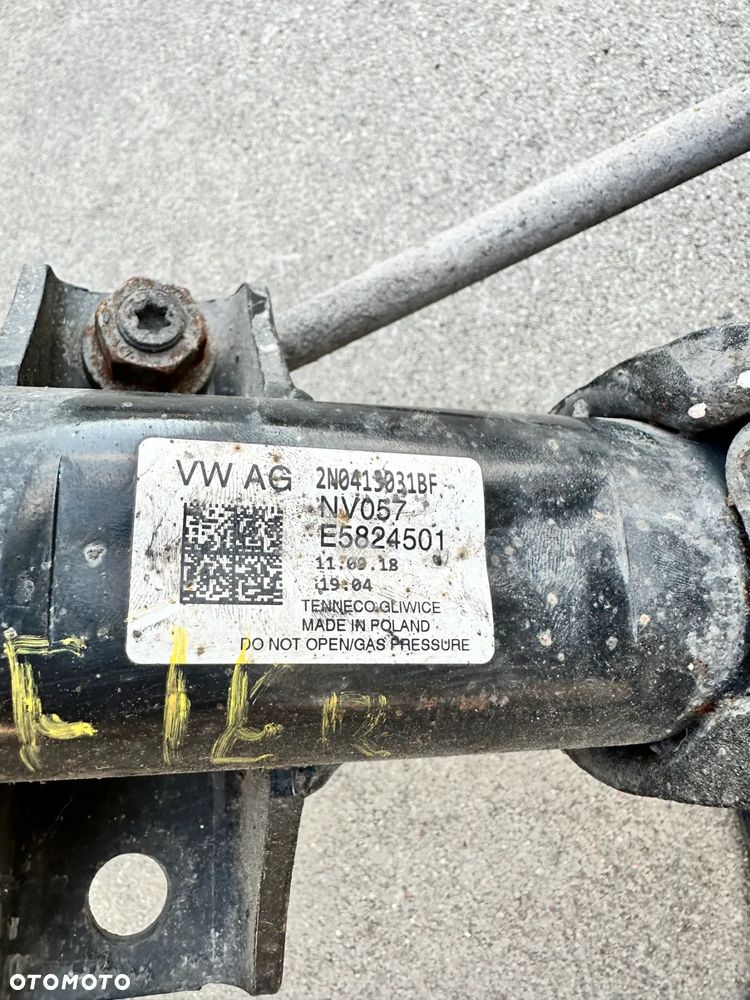 VW AG 2N0413031BF
NV057
E5824501
11.09.18
19:04
TENNECO GLIWICE
MADE IN POLAND
DO NOT OPEN/GAS PRESSURE
OTOMOTO